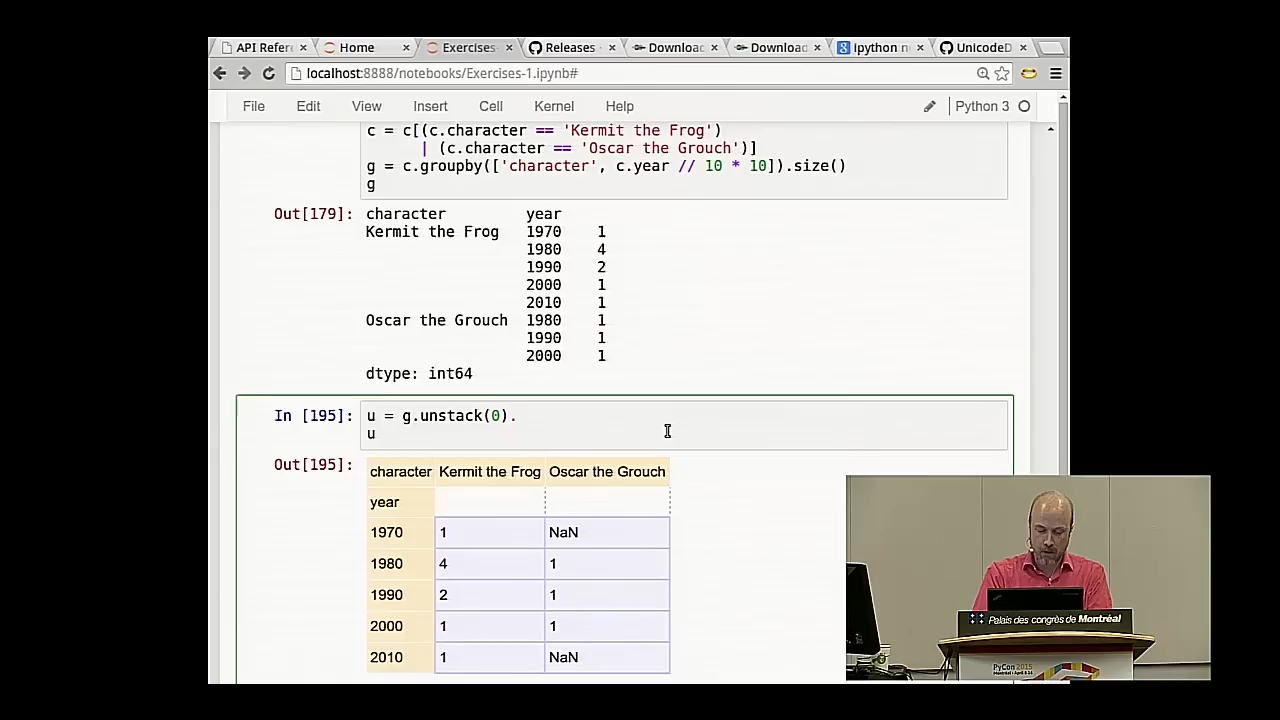 API Refer Home Exercises- Releases - Download Download ipython n UnicodeD
localhost:8888/notebooks/Exercises-1.ipynb#
File Edit View Insert Cell Kernel Help Python 3
c = c[(c.character == 'Kermit the Frog')
| (c.character == 'Oscar the Grouch')]
g = c.groupby(['character', c.year // 10 * 10]).size()
g
Out[179]: character year
Kermit the Frog 1970 1
1980 4
1990 2
2000 1
2010 1
Oscar the Grouch 1980 1
1990 1
2000 1
dtype: int64
In [195]: u = g.unstack(0).
u
Out[195]: character Kermit the Frog Oscar the Grouch
year
1970 1 NaN
1980 4 1
1990 2 1
2000 1 1
2010 1 NaN
Palais des congrès de Montréal
PyCon 2015